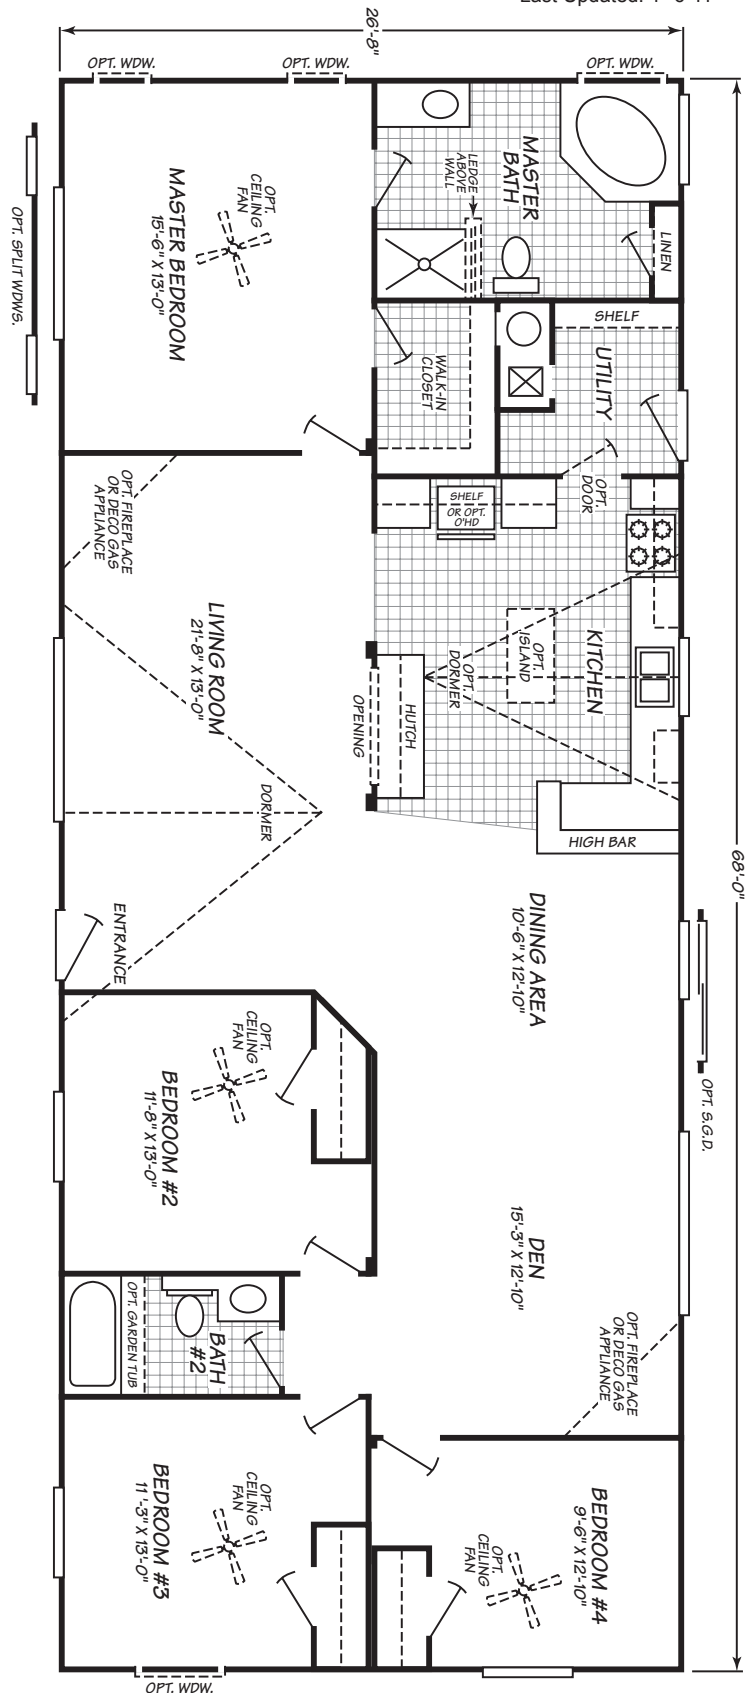 26'-8"
OPT. WDW.
OPT. WDW.
OPT. WDW.
68'-0"
MASTER
BATH
LEDGE
ABOVE
WALL
LINEN
OPT.
CEILING
FAN
MASTER BEDROOM
15'-6" X 13'-0"
OPT. SPLIT WDWS.
SHELF
UTILITY
WALK-IN
CLOSET
OPT.
DOOR
SHELF
OR OPT.
O'HD
OPT. FIREPLACE
OR DECO GAS
APPLIANCE
LIVING ROOM
21'-8" X 13'-0"
KITCHEN
OPT.
ISLAND
OPT.
DORMER
HUTCH
OPENING
DORMER
HIGH BAR
ENTRANCE
DINING AREA
10'-6" X 12'-10"
OPT. S.G.D.
OPT.
CEILING
FAN
BEDROOM #2
11'-8" X 13'-0"
DEN
15'-3" X 12'-10"
OPT. FIREPLACE
OR DECO GAS
APPLIANCE
BATH
#2
OPT. GARDEN TUB
OPT.
CEILING
FAN
BEDROOM #3
11'-3" X 13'-0"
BEDROOM #4
9'-6" X 12'-10"
OPT.
CEILING
FAN
OPT. WDW.